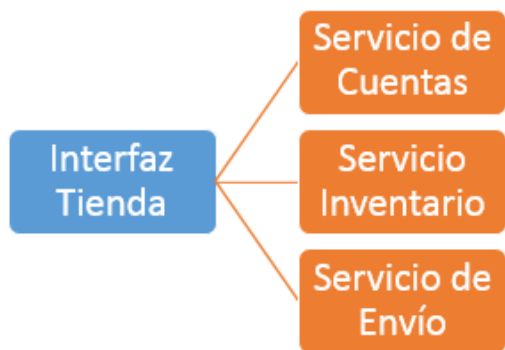 Interfaz
Tienda
Servicio de
Cuentas
Servicio
Inventario
Servicio de
Envío